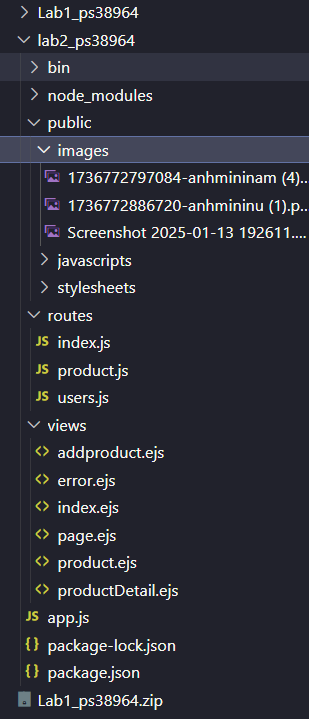 Lab1_ps38964
lab2_ps38964
bin
node_modules
public
images
1736772797084-anhmininam (4)...
1736772886720-anhmininu (1).p...
Screenshot 2025-01-13 192611....
javascripts
stylesheets
routes
JS index.js
JS product.js
JS users.js
views
<> addproduct.ejs
<> error.ejs
<> index.ejs
<> page.ejs
<> product.ejs
<> productDetail.ejs
JS app.js
{ } package-lock.json
{ } package.json
Lab1_ps38964.zip